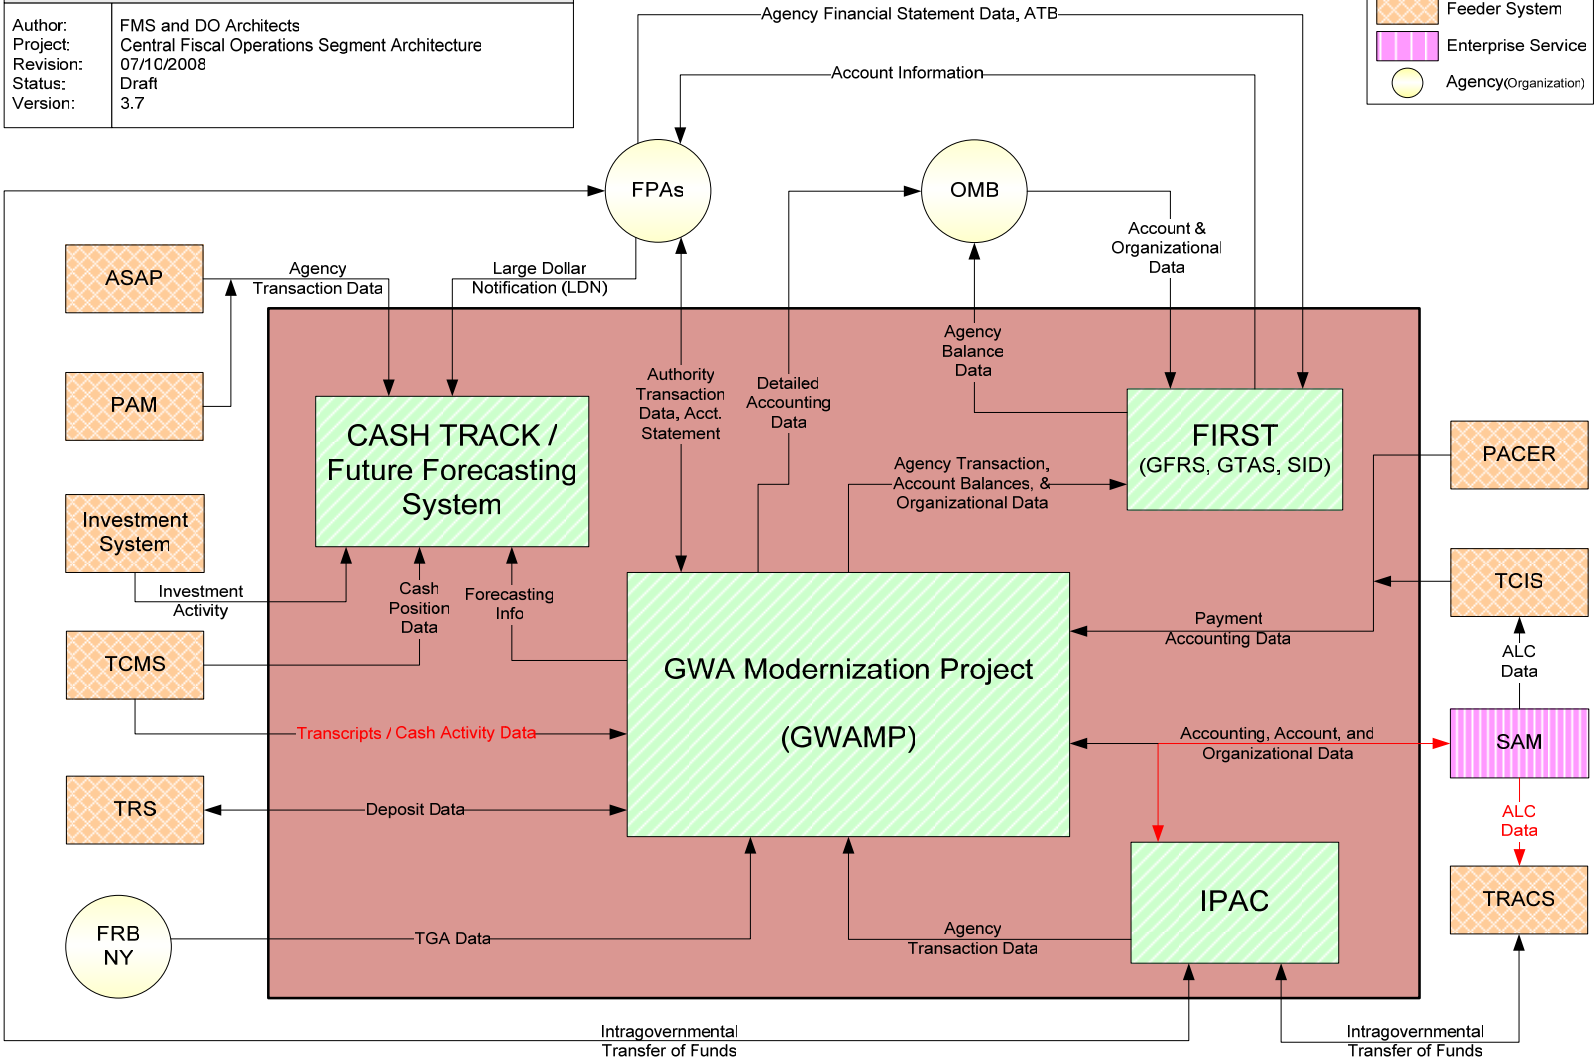 Author: FMS and DO Architects
Project: Central Fiscal Operations Segment Architecture
Revision: 07/10/2008
Status: Draft
Version: 3.7
Feeder System
Enterprise Service
Agency(Organization)
Agency Financial Statement Data, ATB
Account Information
FPAs
OMB
Account &
Organizational
Data
ASAP
Agency
Transaction Data
Large Dollar
Notification (LDN)
PAM
Agency
Balance
Data
Authority
Transaction
Data, Acct.
Statement
Detailed
Accounting
Data
CASH TRACK /
Future Forecasting
System
FIRST
(GFRS, GTAS, SID)
Agency Transaction,
Account Balances, &
Organizational Data
PACER
Investment
System
Investment
Activity
Cash
Position
Data
Forecasting
Info
TCIS
Payment
Accounting Data
TCMS
GWA Modernization Project
(GWAMP)
ALC
Data
Transcripts / Cash Activity Data
Accounting, Account, and
Organizational Data
SAM
TRS
Deposit Data
ALC
Data
IPAC
TRACS
FRB
NY
TGA Data
Agency
Transaction Data
Intragovernmental
Transfer of Funds
Intragovernmental
Transfer of Funds